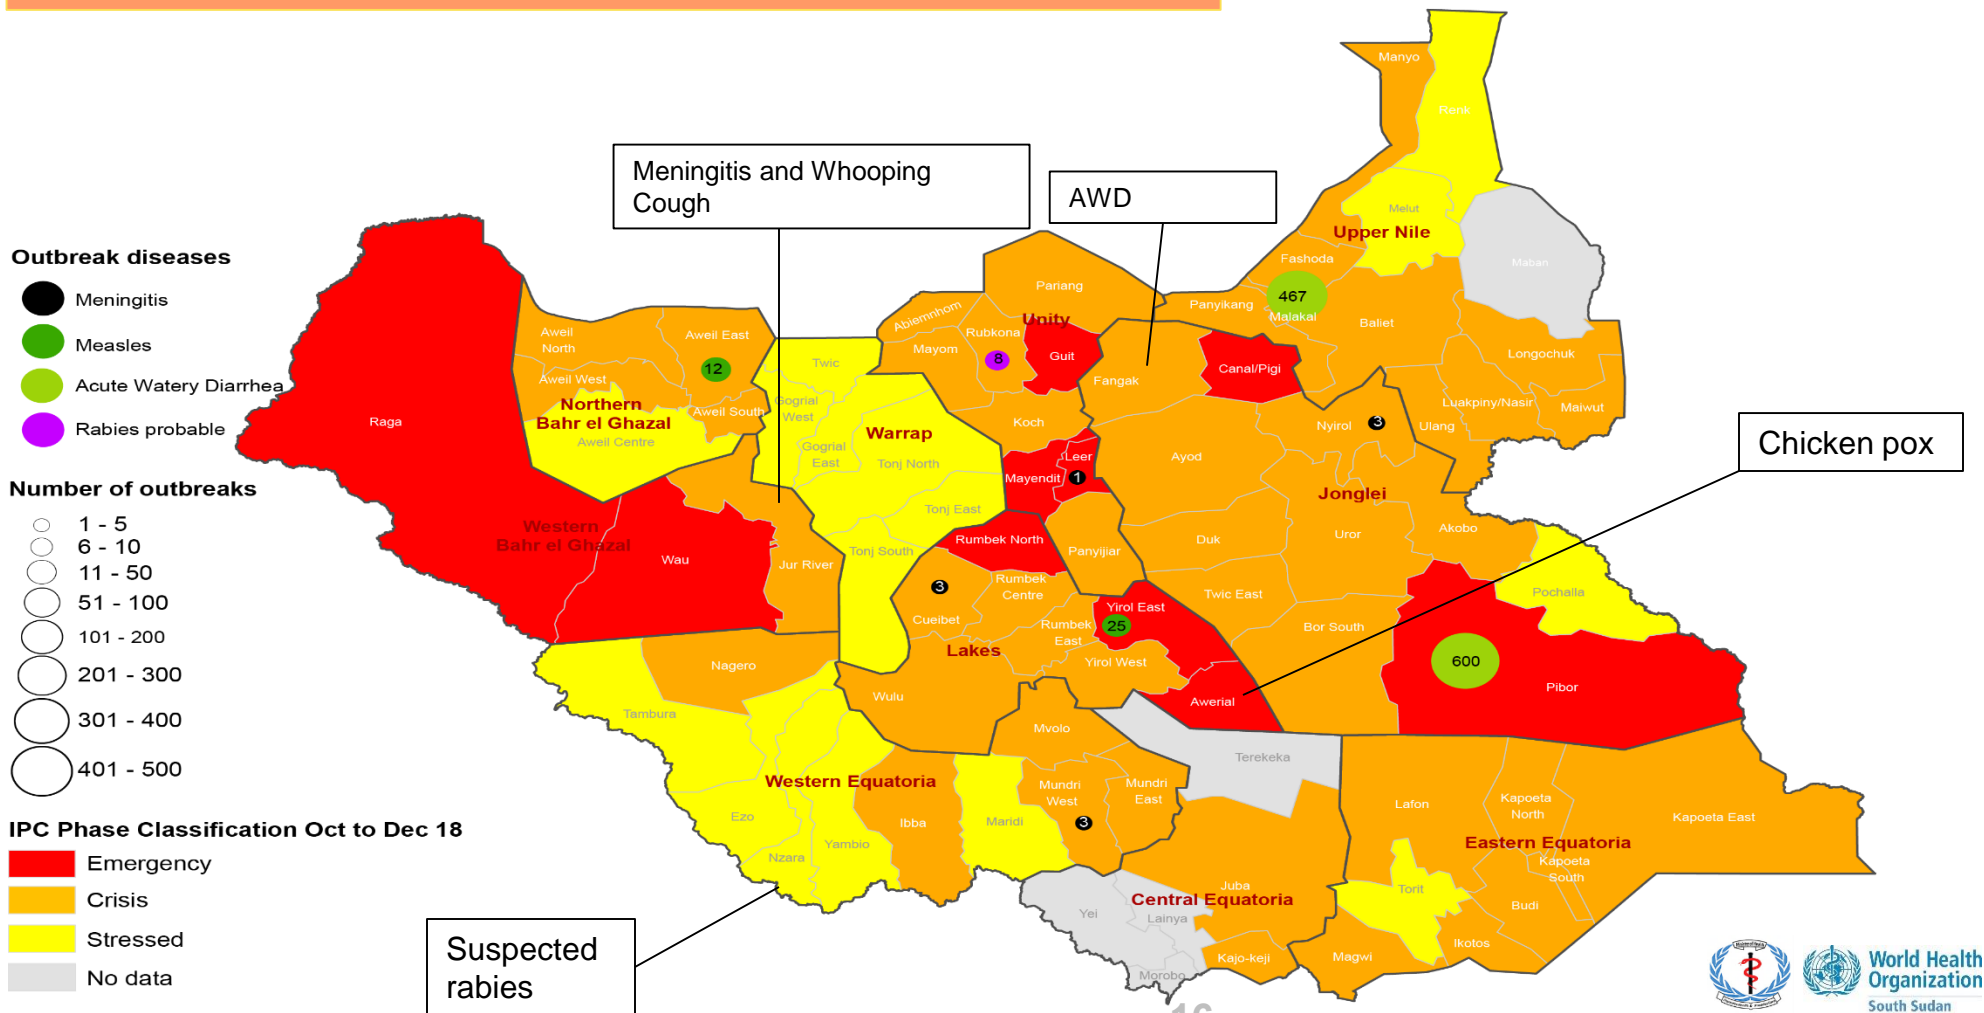 Outbreak diseases
Meningitis
Measles
Acute Watery Diarrhea
Rabies probable
Number of outbreaks
1 - 5
6 - 10
11 - 50
51 - 100
101 - 200
201 - 300
301 - 400
401 - 500
IPC Phase Classification Oct to Dec 18
Emergency
Crisis
Stressed
No data
Meningitis and Whooping
Cough
AWD
Chicken pox
Suspected
rabies
Manyo
Renk
Melut
Upper Nile
Maban
Fashoda
467
Panyikang
Malakal
Baliet
Longochuk
Luakpiny/Nasir
Malwut
Ulang
Pariang
Abiemnhom
Unity
Rubkona
Mayom
8
Guit
Koch
Leer
Mayendit
1
Panyijiar
Fangak
Canal/Pigi
Nyirol
3
Ayod
Jonglei
Akobo
Duk
Uror
Pochalla
Twic East
Bor South
600
Pibor
Aweil
North
Aweil East
12
Aweil West
Northern
Bahr el Ghazal
Aweil South
Aweil Centre
Raga
Western
Bahr el Ghazal
Wau
Jur River
Twic
Gogrial
West
Warrap
Gogrial
East
Tonj North
Tonj East
Tonj South
Rumbek North
3
Rumbek
Centre
Cueibet
Rumbek
East
Yirol East
25
Lakes
Yirol West
Wulu
Awerial
Nagero
Tambura
Western Equatoria
Ezo
Nzara
Yambio
Ibba
Maridi
Mvolo
Mundri
West
Mundri
East
3
Terekeka
Juba
Central Equatoria
Yei
Lainya
Morobo
Kajo-keji
Lafon
Kapoeta
North
Kapoeta East
Eastern Equatoria
Kapoeta
South
Torit
Budi
Ikotos
Magwi
16
World Health
Organization
South Sudan